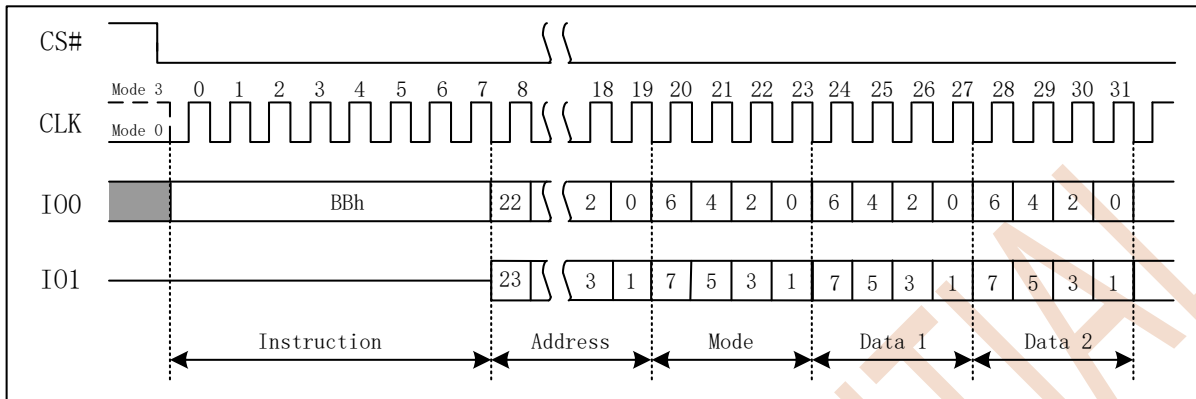 CS#
Mode 3 0 1 2 3 4 5 6 7 8 18 19 20 21 22 23 24 25 26 27 28 29 30 31
CLK
Mode 0
IO0 BBh 22 2 0 6 4 2 0 6 4 2 0 6 4 2 0
IO1 23 3 1 7 5 3 1 7 5 3 1 7 5 3 1
Instruction Address Mode Data 1 Data 2